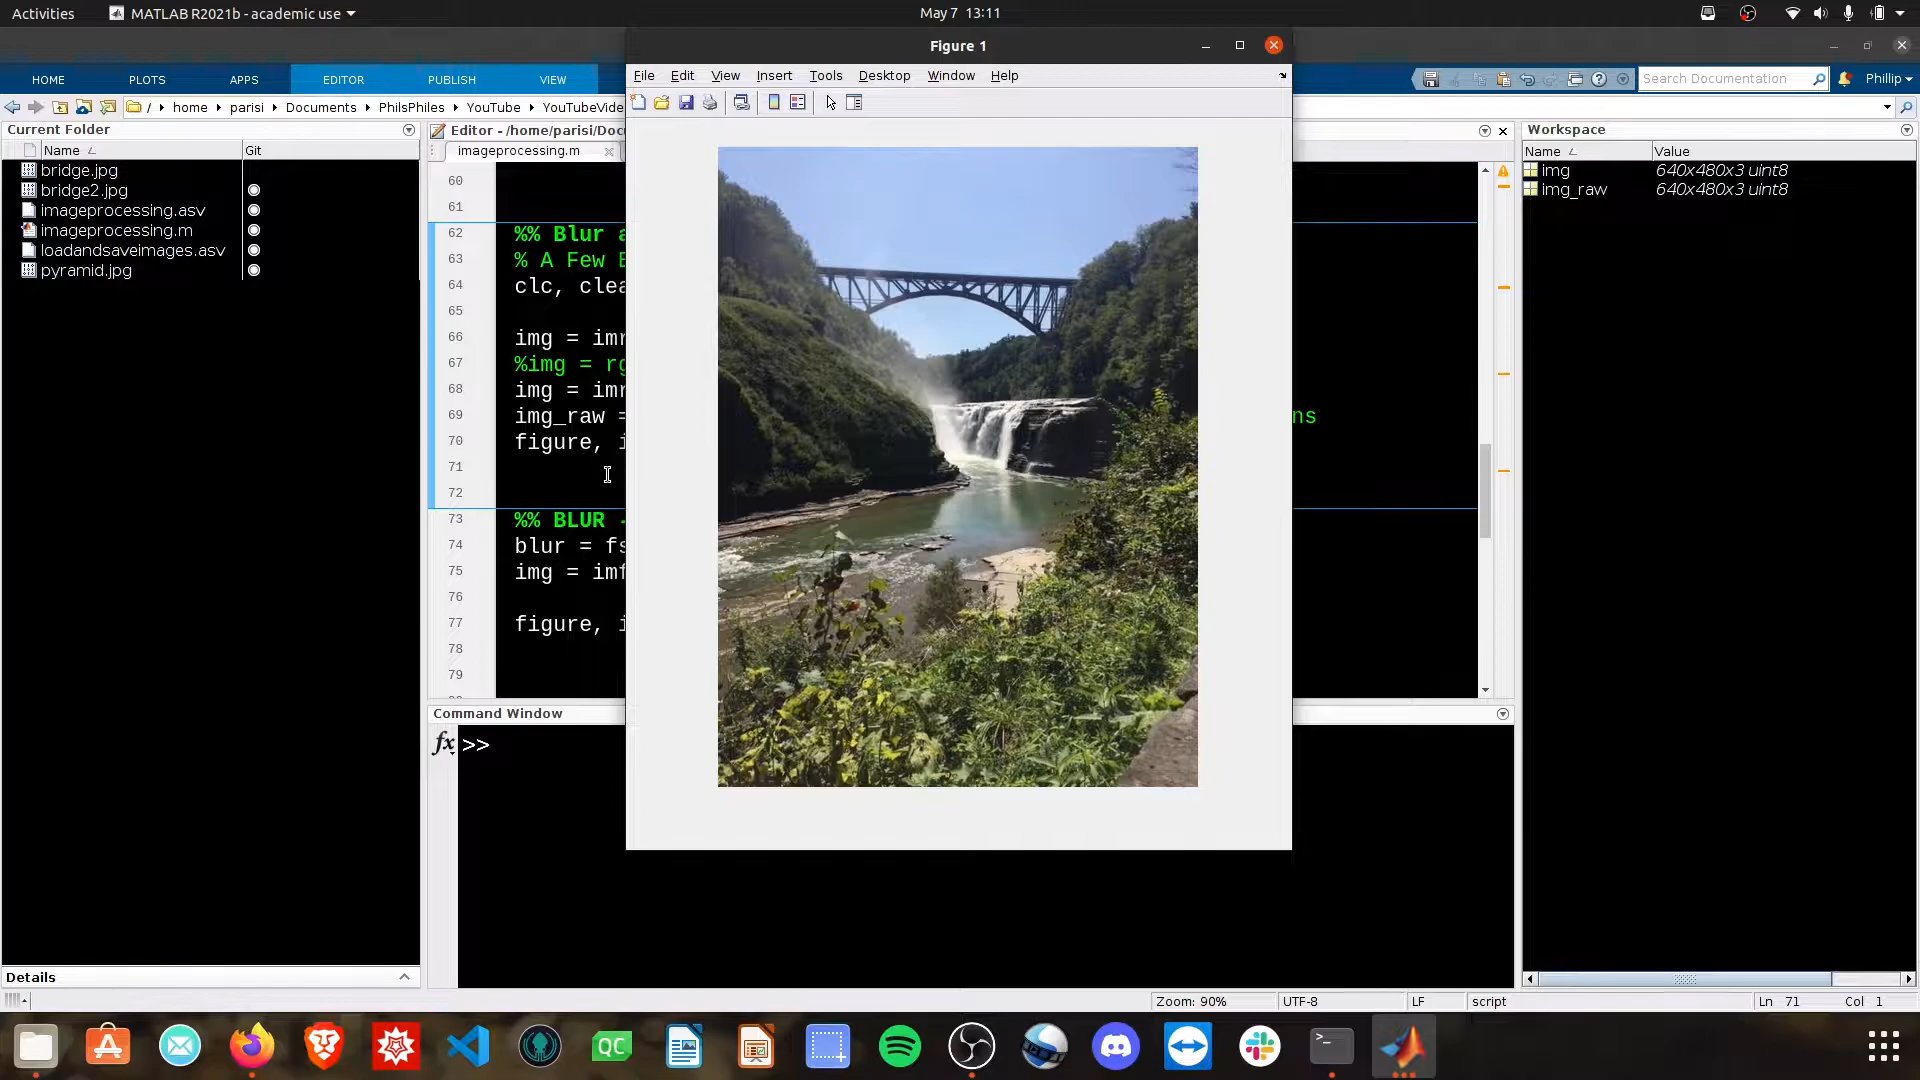 Activities
MATLAB R2021b - academic use
May 7 13:11
Figure 1
HOME
PLOTS
APPS
EDITOR
PUBLISH
VIEW
File
Edit
View
Insert
Tools
Desktop
Window
Help
Search Documentation
Phillip
/
home
parisi
Documents
PhilsPhiles
YouTube
YouTubeVide
Current Folder
Name
Git
bridge.jpg
bridge2.jpg
imageprocessing.asv
imageprocessing.m
loadandsaveimages.asv
pyramid.jpg
Details
Editor - /home/parisi/Docu
imageprocessing.m
60
61
62 %% Blur a
63 % A Few E
64 clc, clea
65
66 img = imr
67 %img = rg
68 img = imr
69 img_raw = ns
70 figure, i
71
72
73 %% BLUR -
74 blur = fs
75 img = imf
76
77 figure, i
78
79
Command Window
fx >>
Workspace
Name Value
img 640x480x3 uint8
img_raw 640x480x3 uint8
Zoom: 90%
UTF-8
LF
script
Ln 71
Col 1
QC
>_